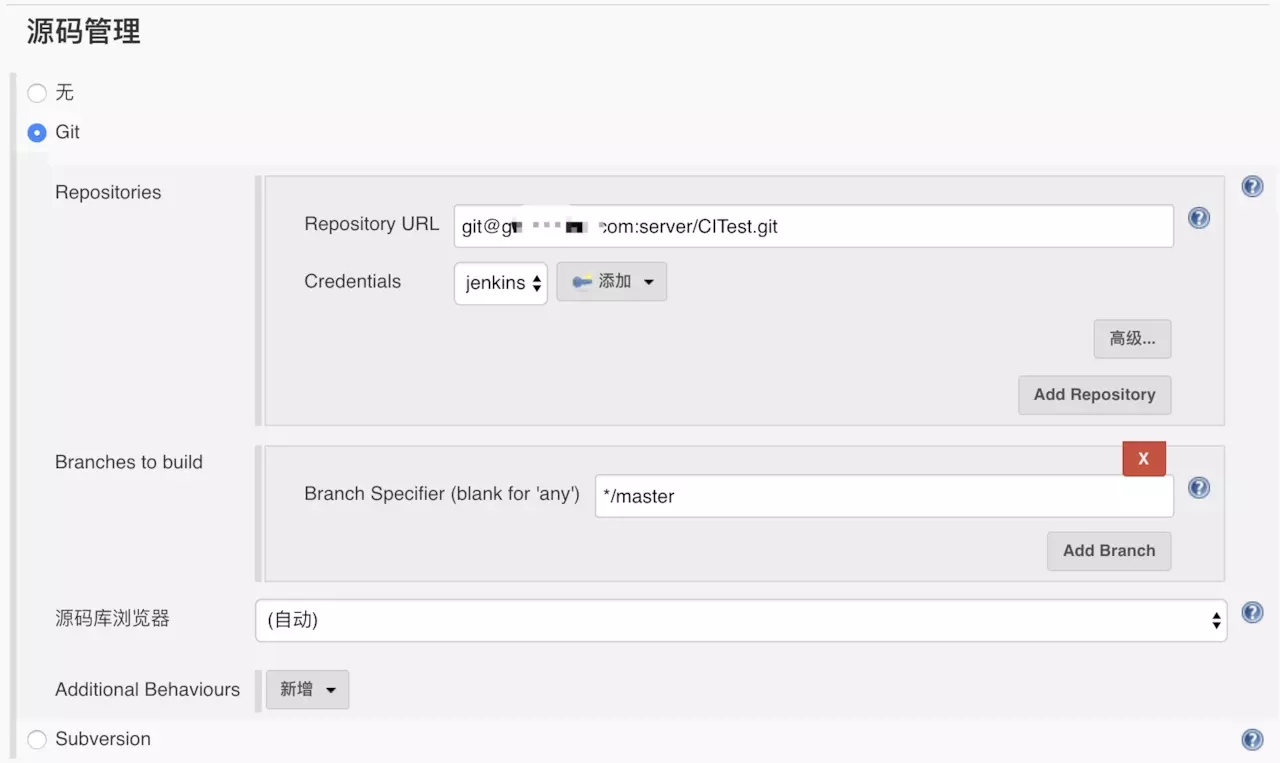 源码管理
无
Git
Repositories
Repository URL
git@g com:server/CITest.git
Credentials
jenkins
添加
高级...
Add Repository
Branches to build
X
Branch Specifier (blank for 'any')
*/master
Add Branch
源码库浏览器
(自动)
Additional Behaviours
新增
Subversion